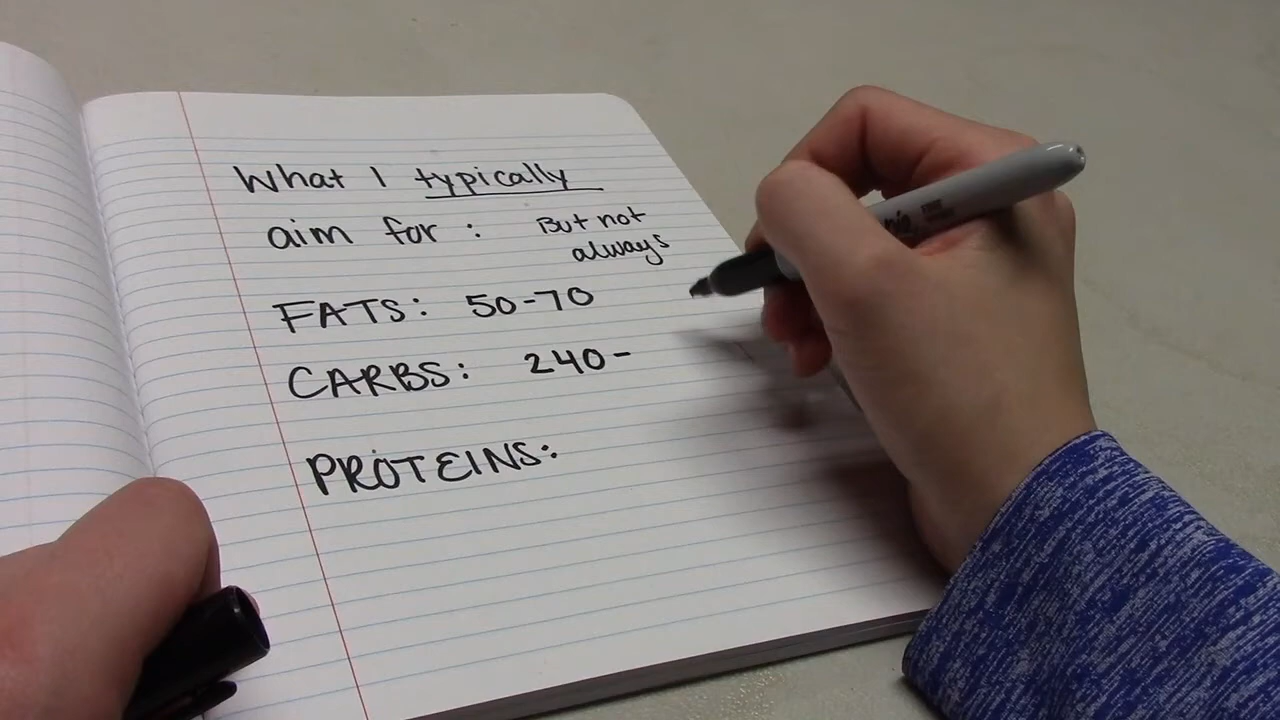 What I typically
aim for : But not
always
FATS: 50-70
CARBS: 240-
PROTEINS: